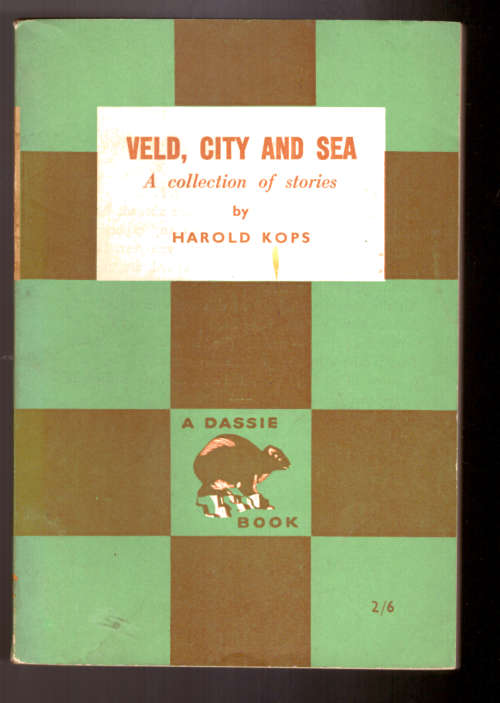 VELD, CITY AND SEA
A collection of stories
by
HAROLD KOPS
A DASSIE
BOOK
2/6